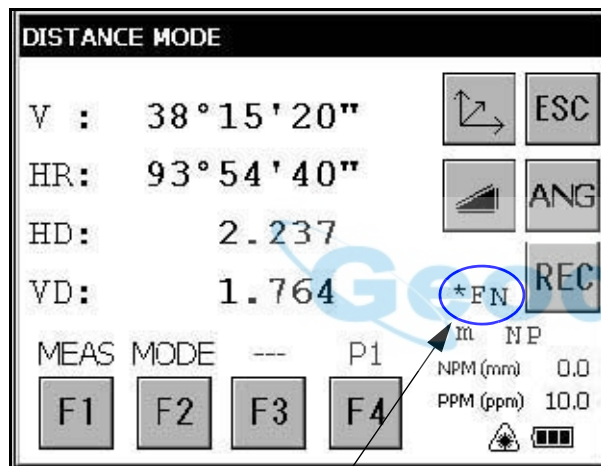 DISTANCE MODE
V : 38°15'20"
ESC
HR: 93°54'40"
ANG
HD: 2.237
VD: 1.764
*FN
REC
m NP
MEAS MODE --- P1
NPM (mm) 0.0
F1 F2 F3 F4
PPM (ppm) 10.0